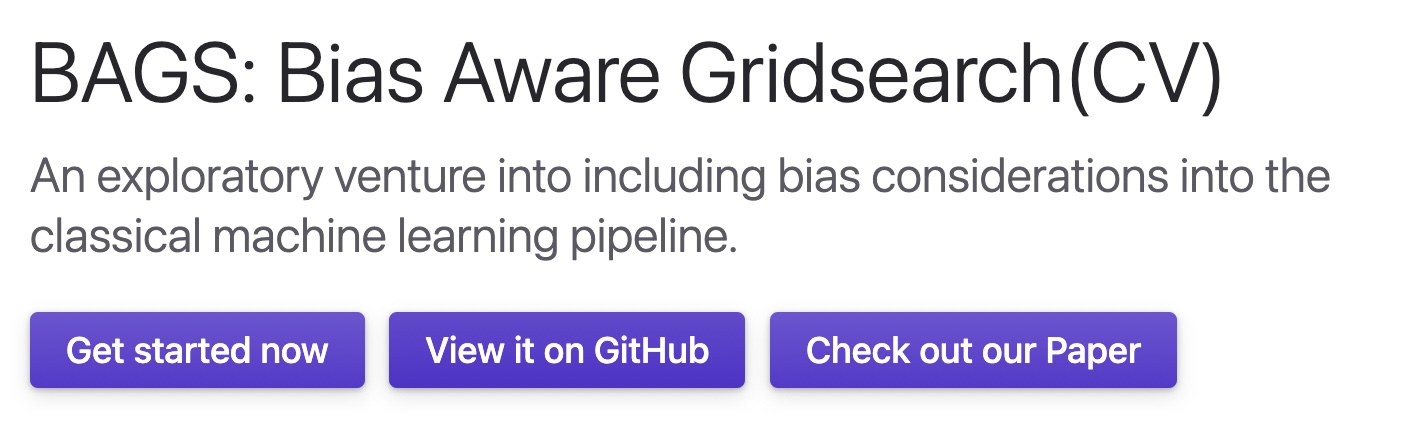 BAGS: Bias Aware Gridsearch(CV)
An exploratory venture into including bias considerations into the
classical machine learning pipeline.
Get started now
View it on GitHub
Check out our Paper